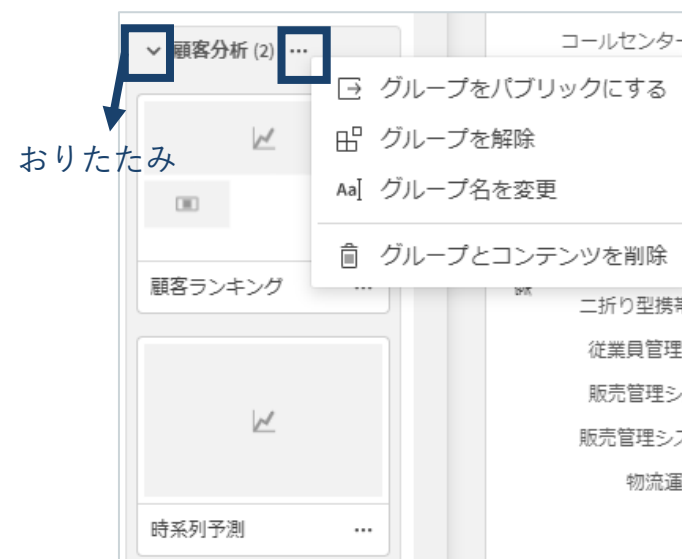 顧客分析 (2) ...
コールセンター
グループをパブリックにする
グループを解除
Aa] グループ名を変更
グループとコンテンツを削除
おりたたみ
顧客ランキング ...
二折り型携帯
従業員管理
販売管理シ
販売管理シス
物流運
時系列予測 ...